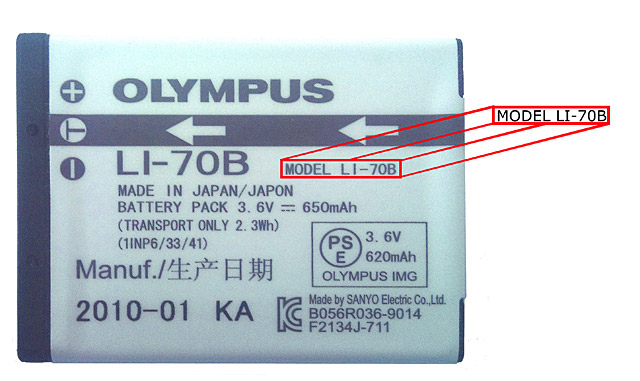 OLYMPUS
LI-70B
MODEL LI-70B
MODEL LI-70B
MADE IN JAPAN/JAPON
BATTERY PACK 3.6V ⎓ 650mAh
(TRANSPORT ONLY 2.3Wh)
(1INP6/33/41)
PS
E
3.6V
620mAh
OLYMPUS IMG
Manuf./生产日期
2010-01 KA
Made by SANYO Electric Co.,Ltd.
B056R036-9014
F2134J-711